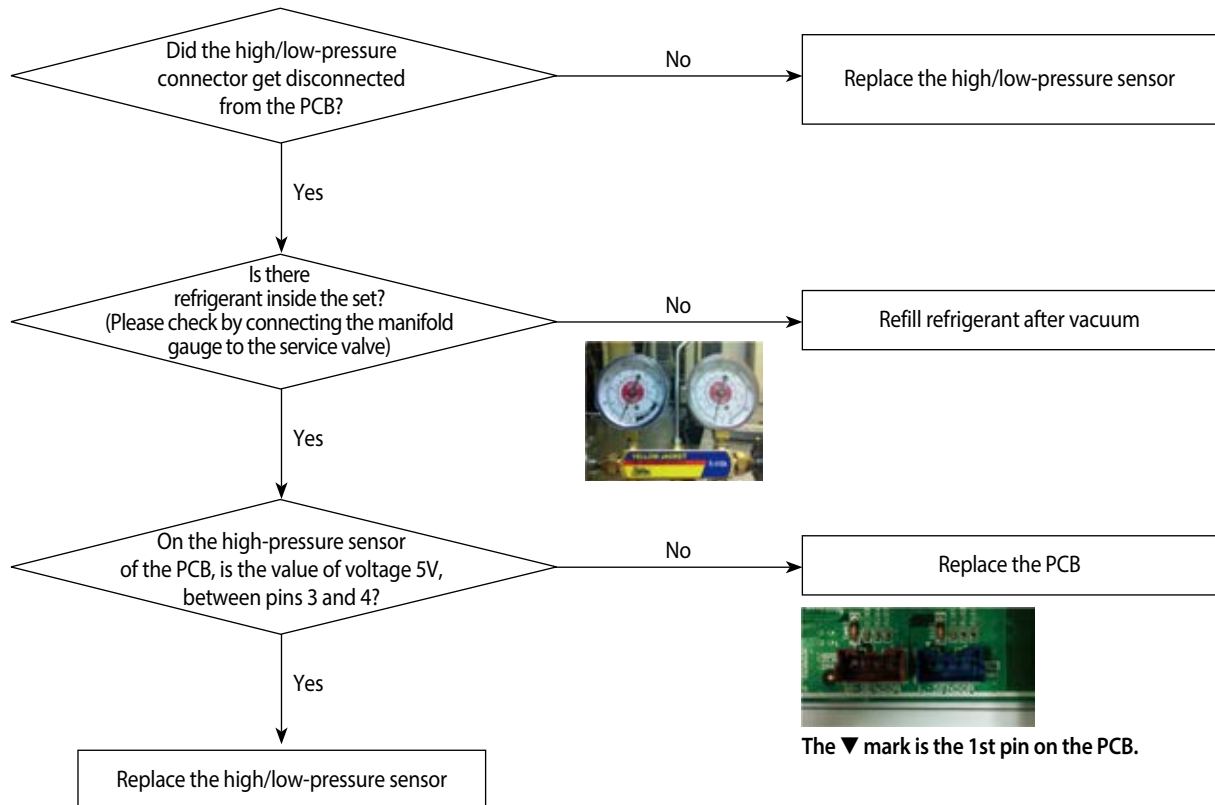 Did the high/low-pressure
connector get disconnected
from the PCB?
No
Replace the high/low-pressure sensor
Yes
Is there
refrigerant inside the set?
(Please check by connecting the manifold
gauge to the service valve)
No
Refill refrigerant after vacuum
YELLOW JACKET
Yes
On the high-pressure sensor
of the PCB, is the value of voltage 5V,
between pins 3 and 4?
No
Replace the PCB
Yes
The ▼ mark is the 1st pin on the PCB.
Replace the high/low-pressure sensor